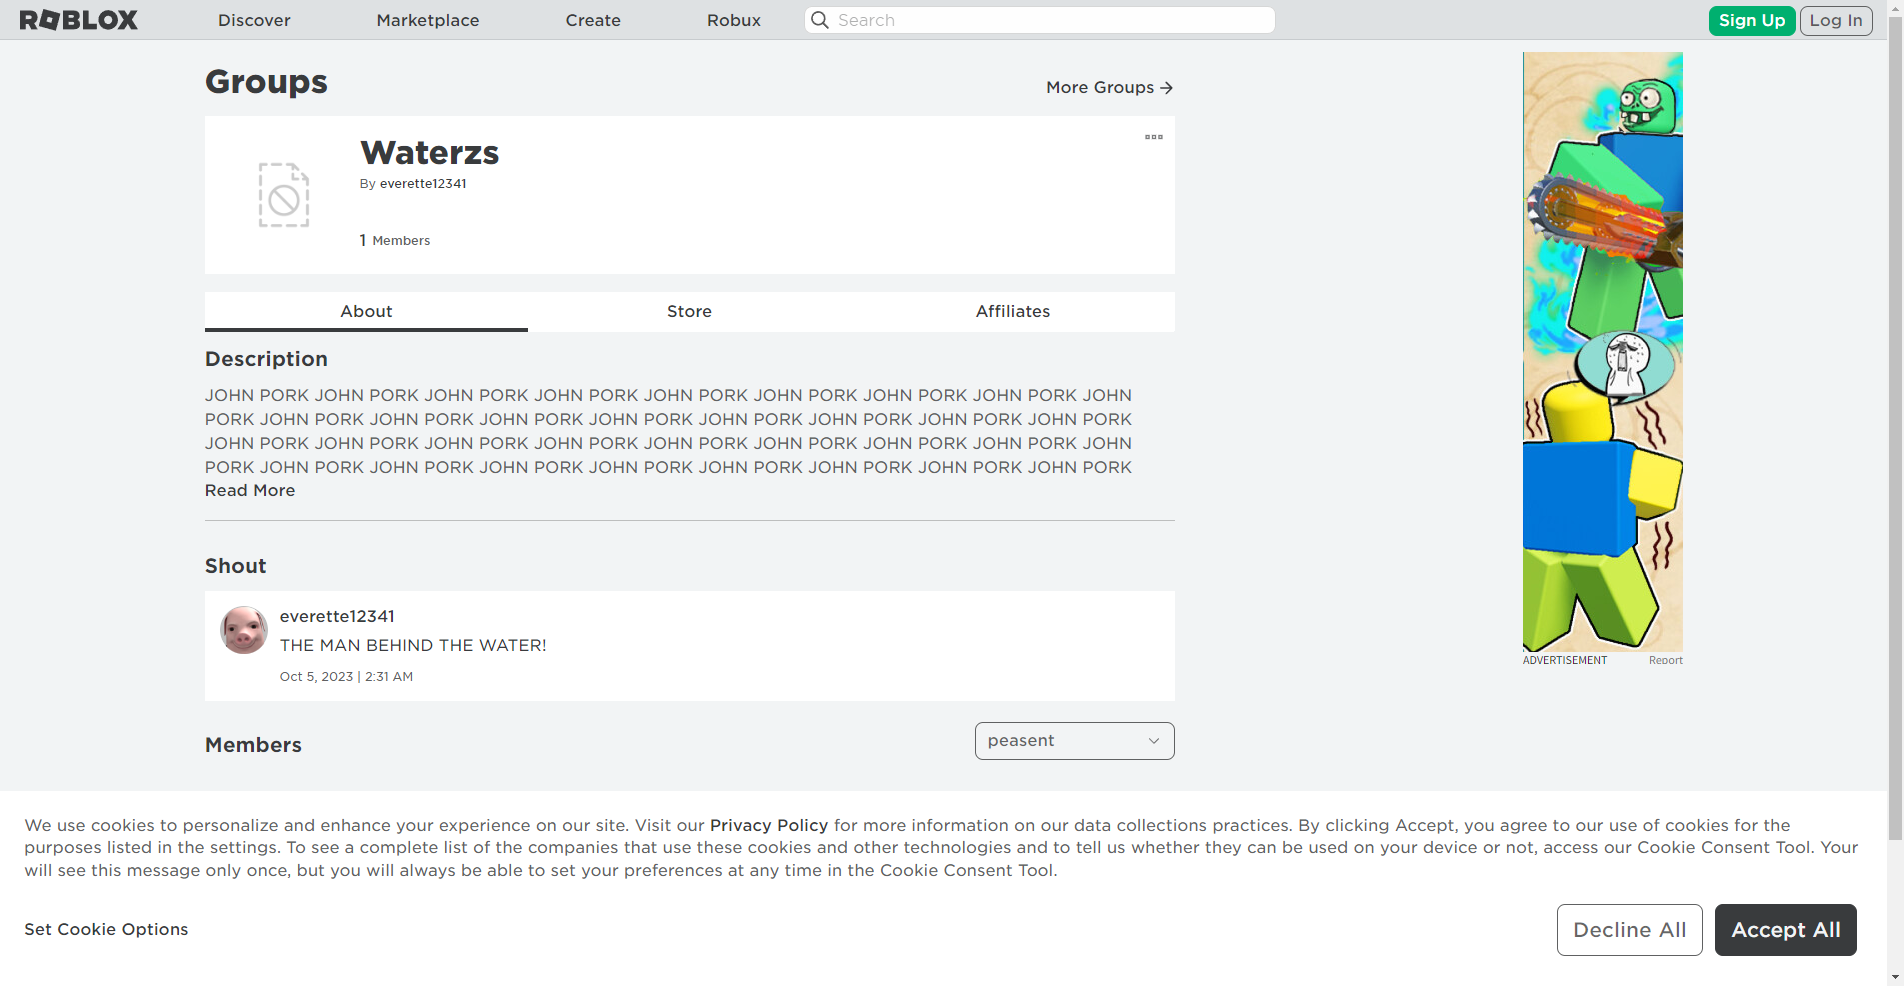 ROBLOX
Discover
Marketplace
Create
Robux
Search
Sign Up
Log In
Groups
More Groups
Waterzs
By everette12341
1 Members
About
Store
Affiliates
Description
JOHN PORK JOHN PORK JOHN PORK JOHN PORK JOHN PORK JOHN PORK JOHN PORK JOHN PORK JOHN
PORK JOHN PORK JOHN PORK JOHN PORK JOHN PORK JOHN PORK JOHN PORK JOHN PORK JOHN PORK
JOHN PORK JOHN PORK JOHN PORK JOHN PORK JOHN PORK JOHN PORK JOHN PORK JOHN PORK JOHN
PORK JOHN PORK JOHN PORK JOHN PORK JOHN PORK JOHN PORK JOHN PORK JOHN PORK JOHN PORK
Read More
Shout
everette12341
THE MAN BEHIND THE WATER!
Oct 5, 2023 | 2:31 AM
ADVERTISEMENT
Report
Members
peasent
We use cookies to personalize and enhance your experience on our site. Visit our Privacy Policy for more information on our data collections practices. By clicking Accept, you agree to our use of cookies for the
purposes listed in the settings. To see a complete list of the companies that use these cookies and other technologies and to tell us whether they can be used on your device or not, access our Cookie Consent Tool. Your
will see this message only once, but you will always be able to set your preferences at any time in the Cookie Consent Tool.
Set Cookie Options
Decline All
Accept All